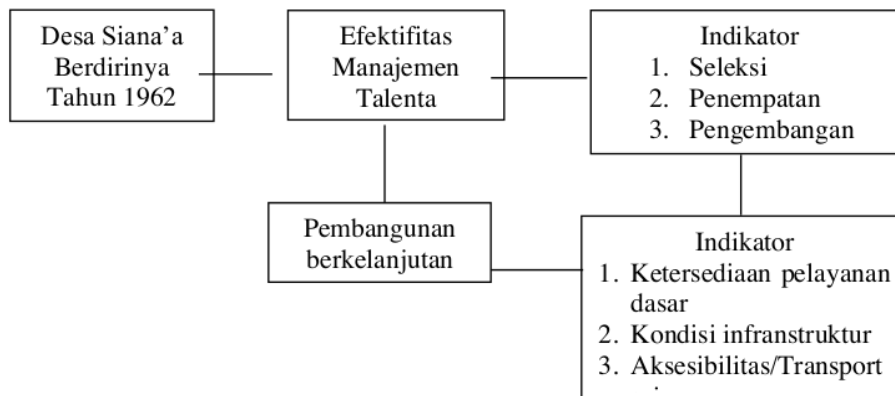 Desa Siana’a
Berdirinya
Tahun 1962
Efektifitas
Manajemen
Talenta
Indikator
1. Seleksi
2. Penempatan
3. Pengembangan
Pembangunan
berkelanjutan
Indikator
1. Ketersediaan pelayanan
dasar
2. Kondisi infranstruktur
3. Aksesibilitas/Transport